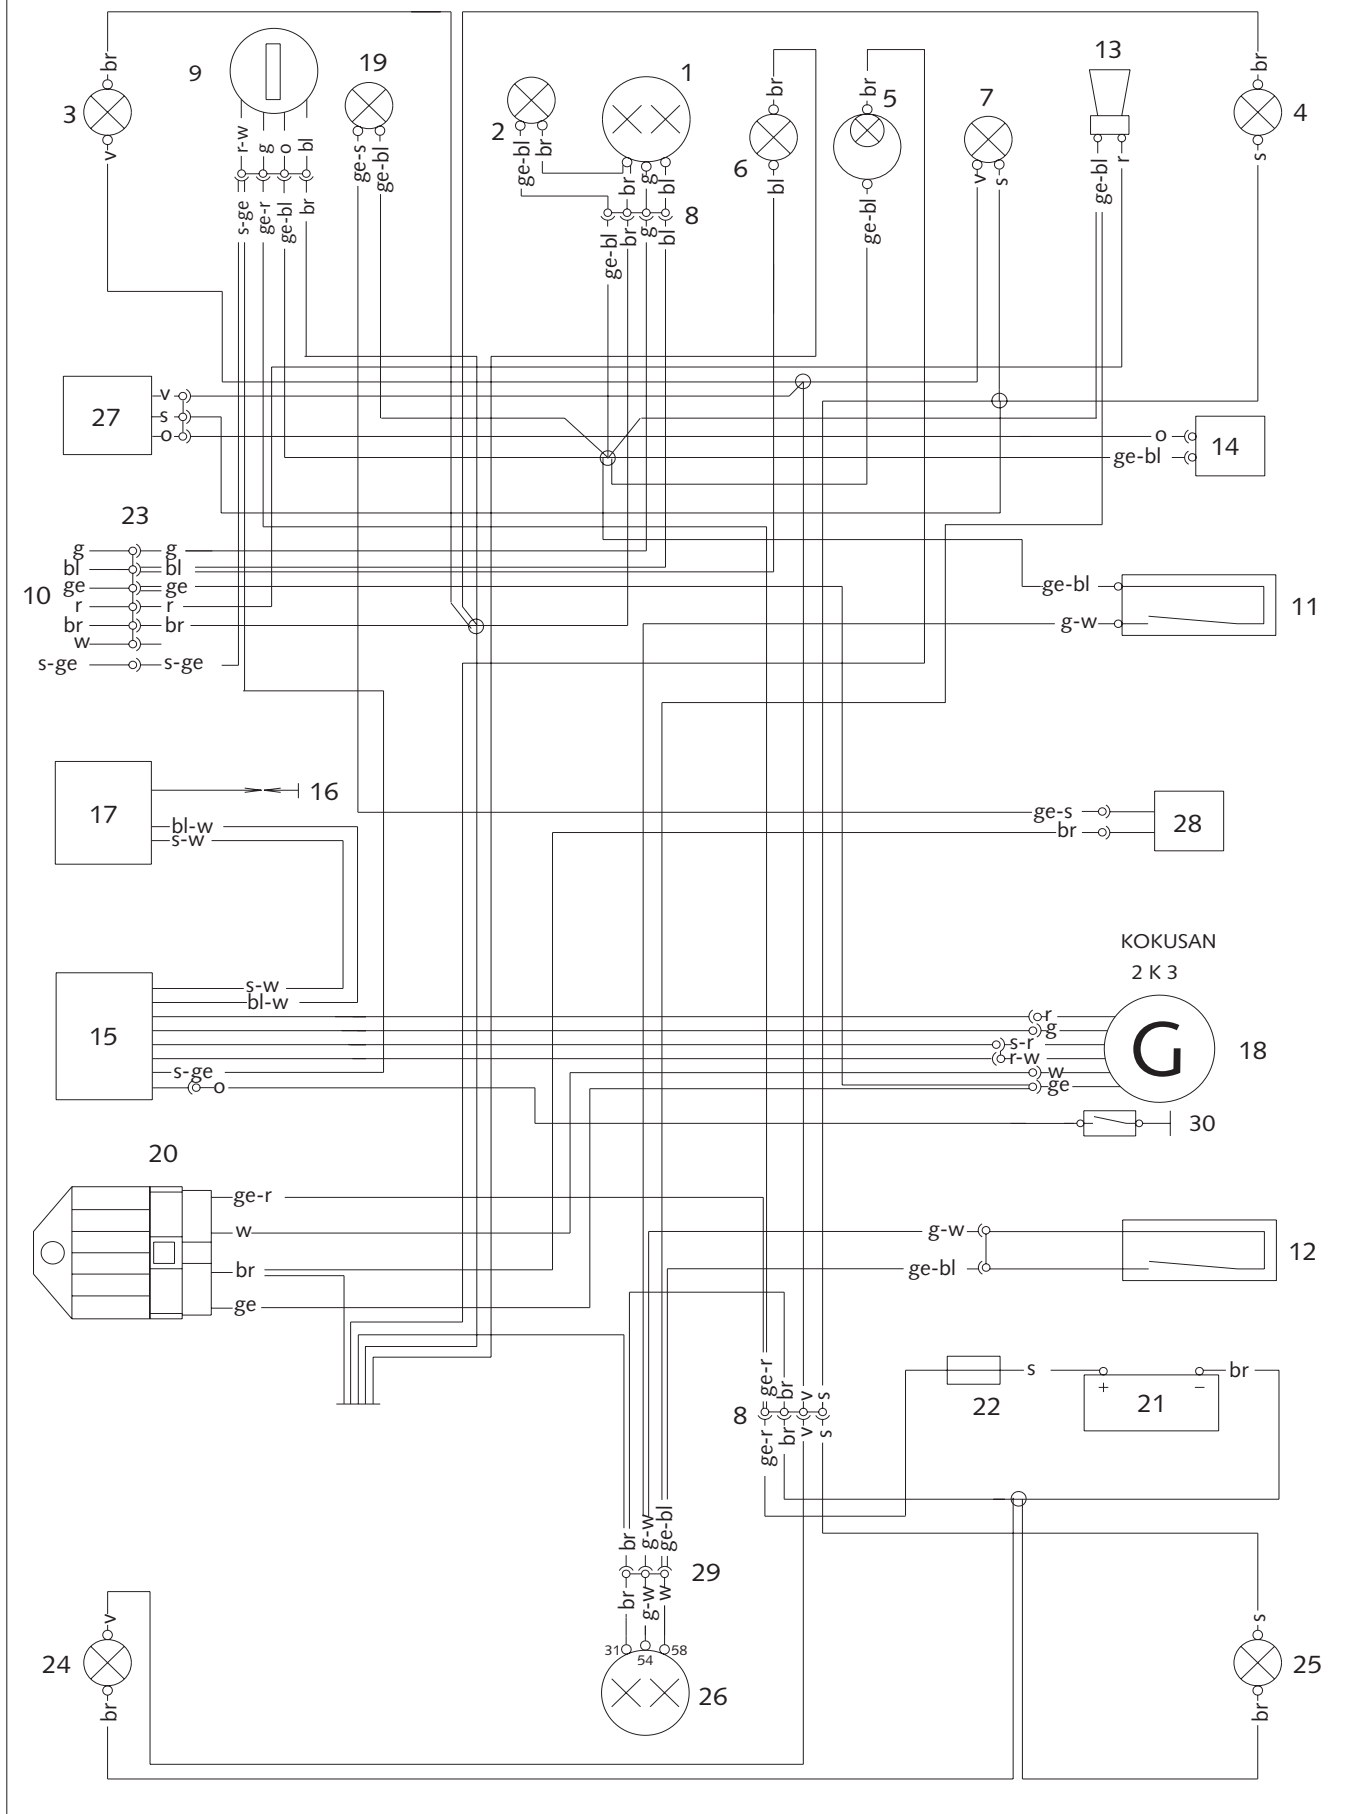 br
br
13
9
19
1
5
7
3
2
6
4
br
br
v
r-w
g
o
bl
ge-s
ge-bl
ge-bl
br
br
g
bl
bl
v
s
ge-bl
r
s
s-ge
ge-r
ge-bl
br
8
ge-bl
br
g
bl
ge-bl
27
v
s
o
o
ge-bl
14
23
10
g
g
bl
bl
ge
ge
r
r
br
br
w
s-ge
s-ge
ge-bl
g-w
11
17
16
bl-w
s-w
ge-s
br
28
KOKUSAN
2 K 3
15
s-w
bl-w
s-ge
o
r
g
s-r
r-w
w
ge
G
18
30
20
ge-r
w
br
ge
g-w
ge-bl
12
ge-r
br
v
s
8
ge-r
br
v
s
22
s
+
−
21
br
br
g-w
ge-bl
29
br
g-w
w
31
54
58
26
v
24
br
s
25
br